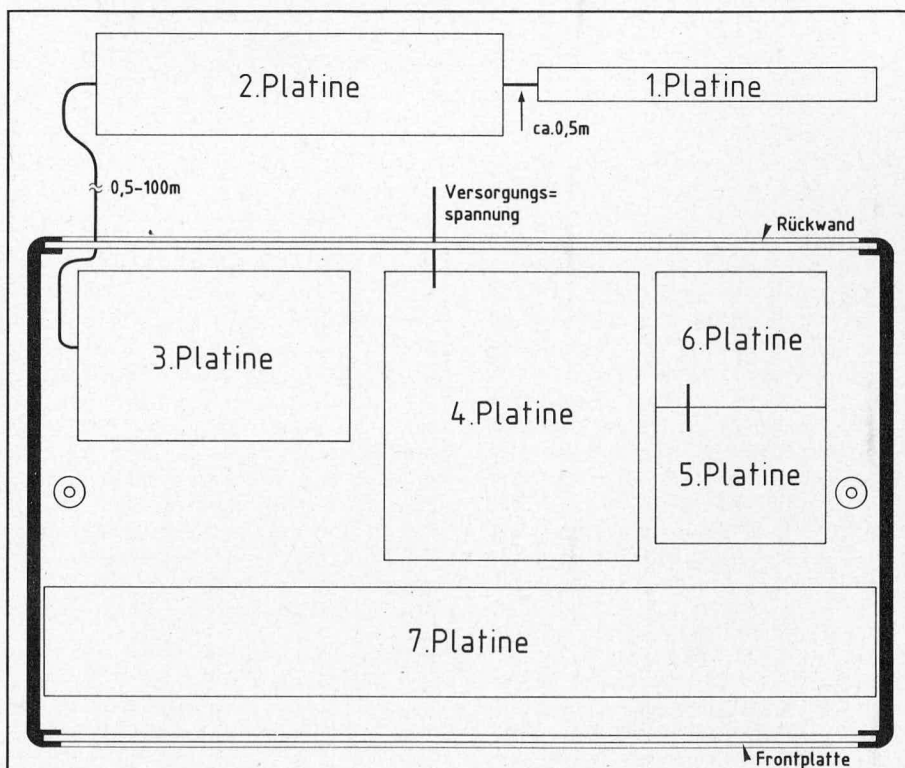 2.Platine
1.Platine
ca.0,5m
0,5-100m
Versorgungs=
spannung
Rückwand
3.Platine
4.Platine
6.Platine
5.Platine
7.Platine
Frontplatte